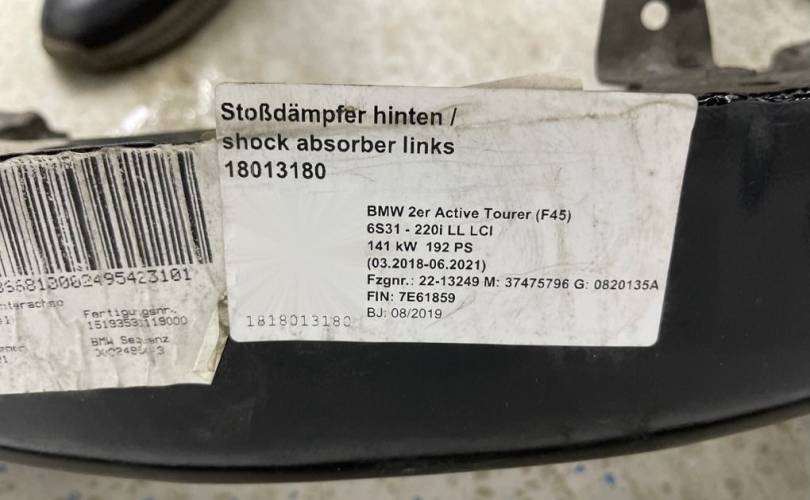 Stoßdämpfer hinten /
shock absorber links
18013180
BMW 2er Active Tourer (F45)
6S31 - 220i LL LCI
141 kW 192 PS
(03.2018-06.2021)
Fzgnr.: 22-13249 M: 37475796 G: 0820135A
FIN: 7E61859
BJ: 08/2019
1818013180
Fertigungsnr.
15193531119000
BMW Sequenz